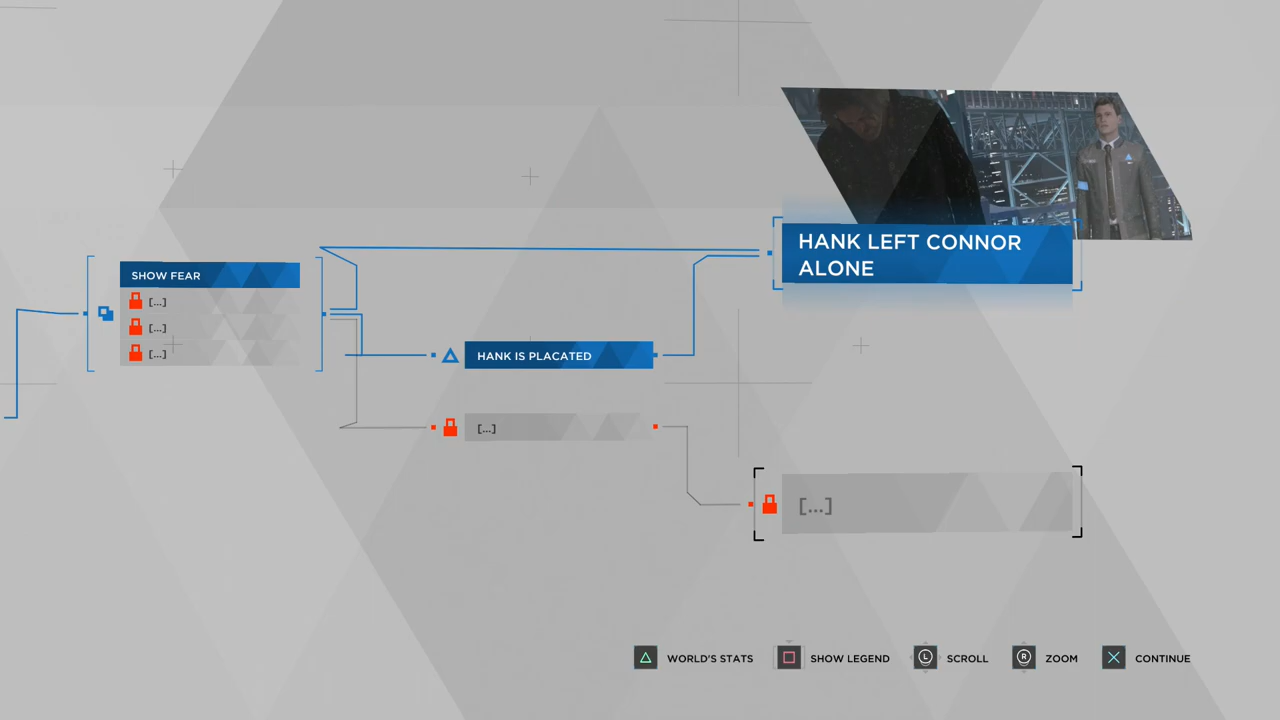 HANK LEFT CONNOR
ALONE
SHOW FEAR
[...]
[...]
[...]
HANK IS PLACATED
[...]
[...]
WORLD'S STATS
SHOW LEGEND
L
SCROLL
R
ZOOM
CONTINUE